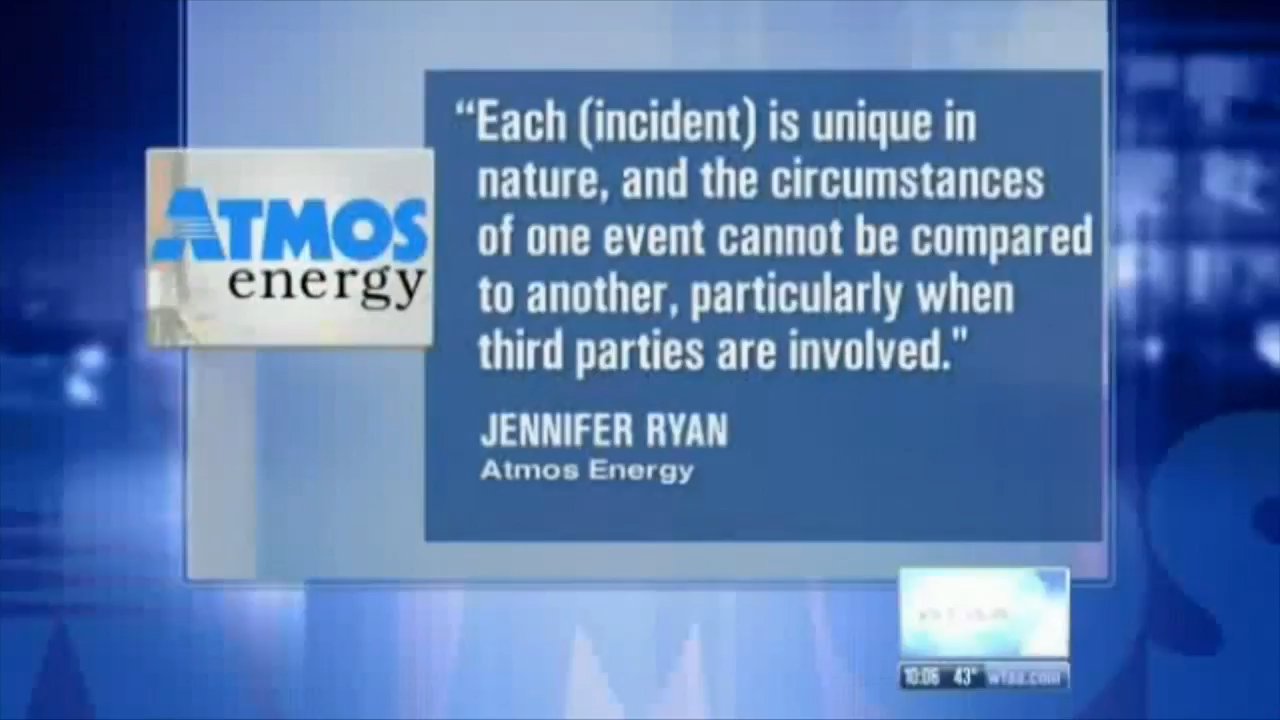 ATMOS
energy
“Each (incident) is unique in
nature, and the circumstances
of one event cannot be compared
to another, particularly when
third parties are involved."
JENNIFER RYAN
Atmos Energy
10:06 43° wfaa.com